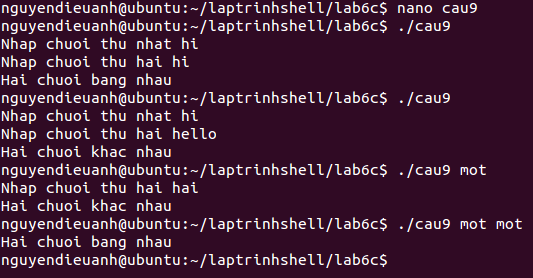 nguyendieuanh@ubuntu:~/laptrinhshell/lab6c$ nano cau9
nguyendieuanh@ubuntu:~/laptrinhshell/lab6c$ ./cau9
Nhap chuoi thu nhat hi
Nhap chuoi thu hai hi
Hai chuoi bang nhau
nguyendieuanh@ubuntu:~/laptrinhshell/lab6c$ ./cau9
Nhap chuoi thu nhat hi
Nhap chuoi thu hai hello
Hai chuoi khac nhau
nguyendieuanh@ubuntu:~/laptrinhshell/lab6c$ ./cau9 mot
Nhap chuoi thu hai hai
Hai chuoi khac nhau
nguyendieuanh@ubuntu:~/laptrinhshell/lab6c$ ./cau9 mot mot
Hai chuoi bang nhau
nguyendieuanh@ubuntu:~/laptrinhshell/lab6c$